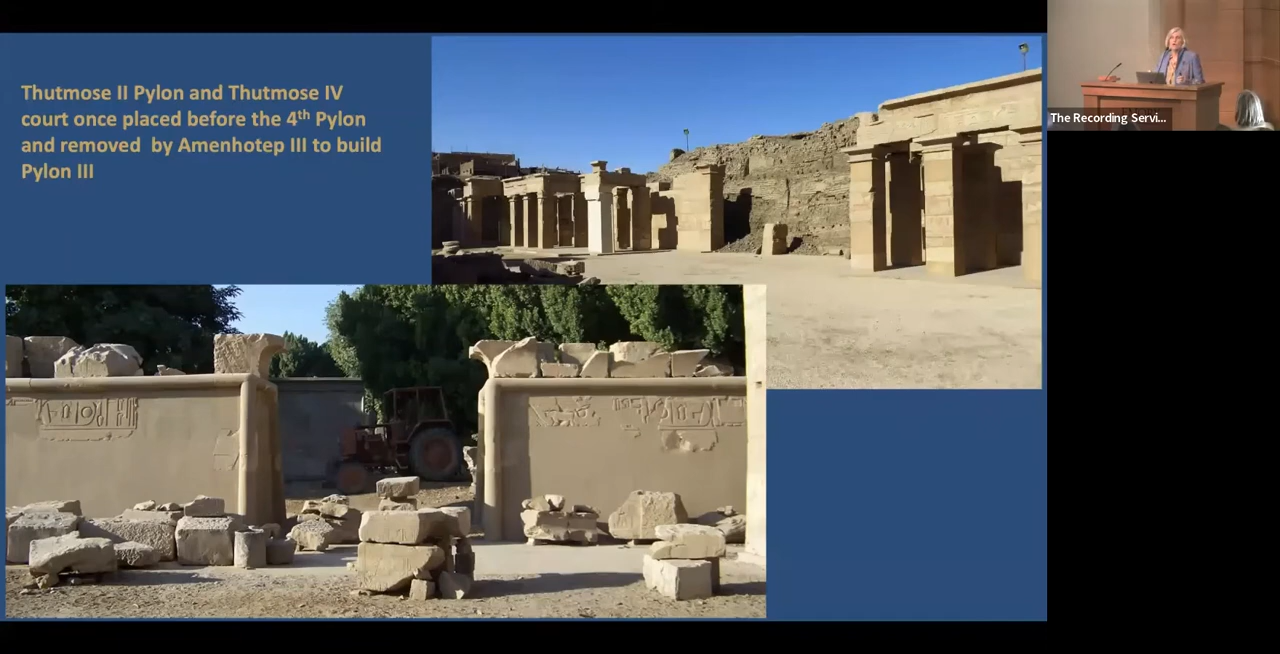 Thutmose II Pylon and Thutmose IV
court once placed before the 4th Pylon
and removed  by Amenhotep III to build
Pylon III
The Recording Servi...